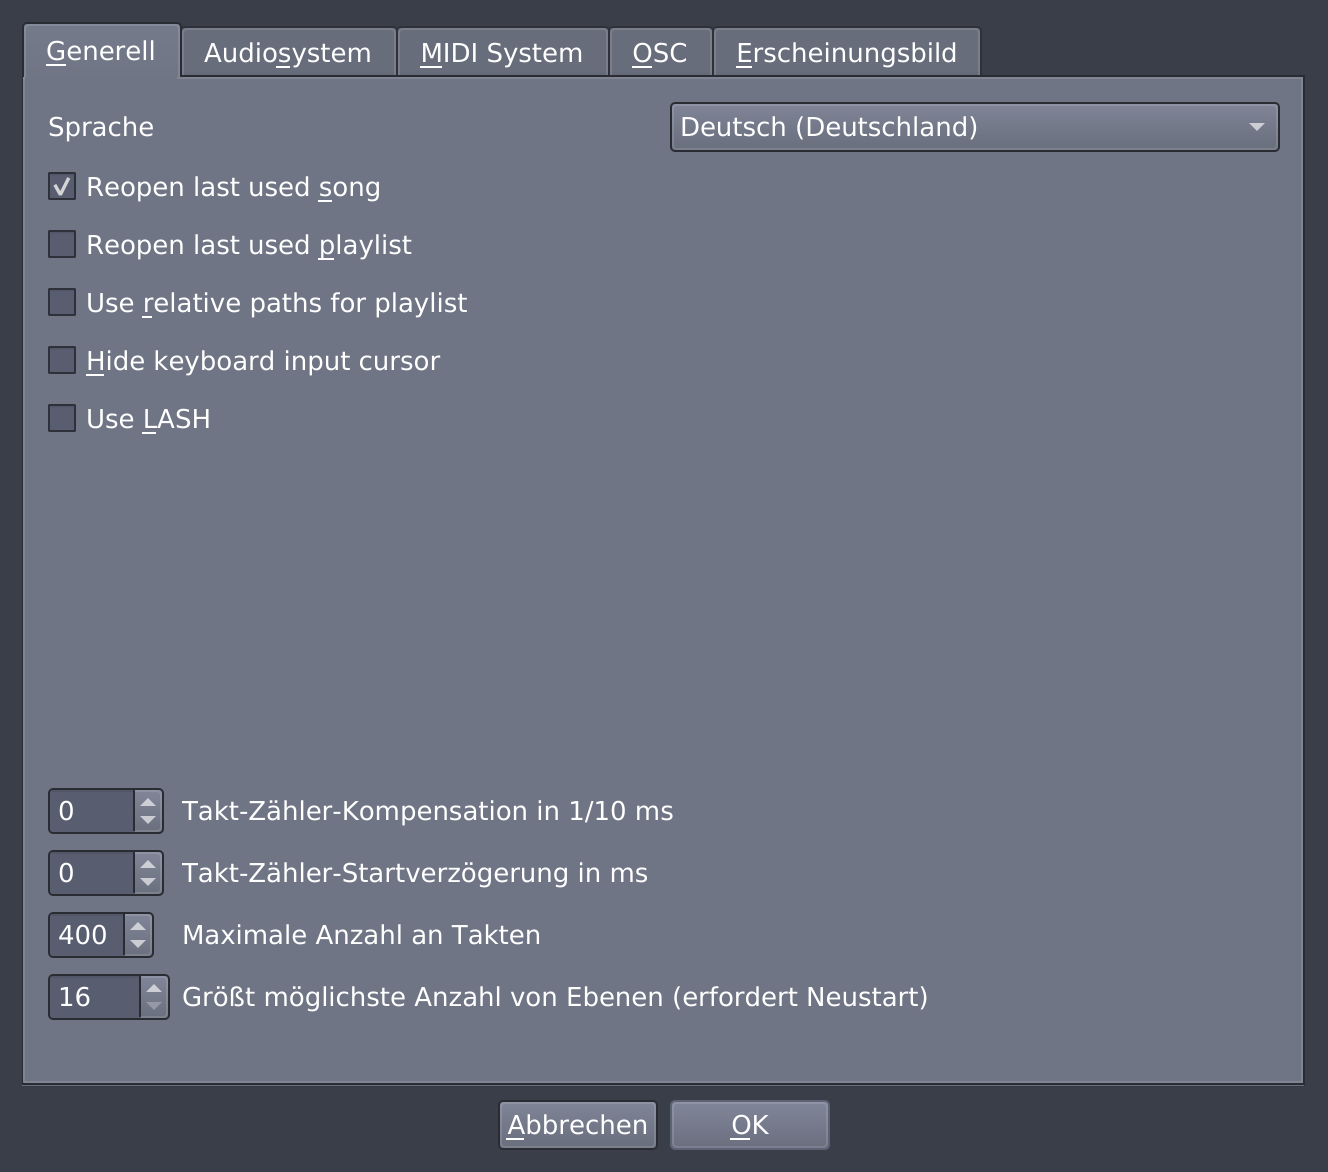 Generell Audiosystem MIDI System OSC Erscheinungsbild
Sprache Deutsch (Deutschland)
Reopen last used song
Reopen last used playlist
Use relative paths for playlist
Hide keyboard input cursor
Use LASH
0 Takt-Zähler-Kompensation in 1/10 ms
0 Takt-Zähler-Startverzögerung in ms
400 Maximale Anzahl an Takten
16 Größt möglichste Anzahl von Ebenen (erfordert Neustart)
Abbrechen OK